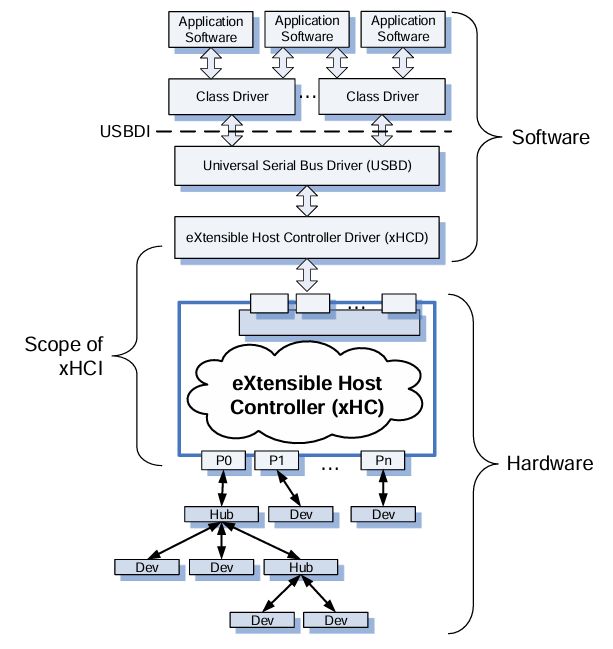 Application
Software
Application
Software
Application
Software
Class Driver
...
Class Driver
USBDI
Software
Universal Serial Bus Driver (USBD)
eXtensible Host Controller Driver (xHCD)
Scope of
xHCI
...
eXtensible Host
Controller (xHC)
P0
P1
...
Pn
Hardware
Hub
Dev
Dev
Dev
Dev
Hub
Dev
Dev